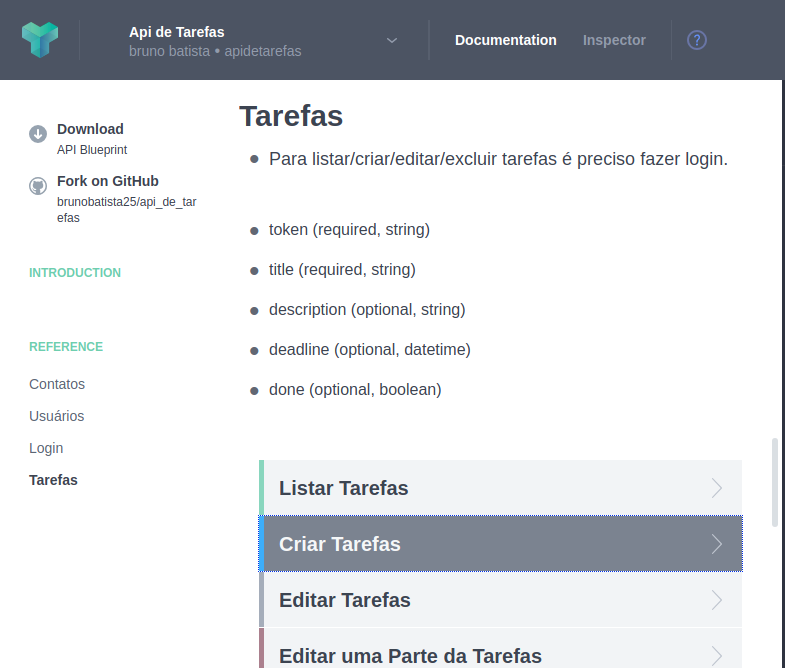 Api de Tarefas
bruno batista • apidetarefas
Documentation
Inspector
?
Download
API Blueprint
Fork on GitHub
brunobatista25/api_de_tar
efas
INTRODUCTION
REFERENCE
Contatos
Usuários
Login
Tarefas
Tarefas
• Para listar/criar/editar/excluir tarefas é preciso fazer login.
• token (required, string)
• title (required, string)
• description (optional, string)
• deadline (optional, datetime)
• done (optional, boolean)
Listar Tarefas
Criar Tarefas
Editar Tarefas
Editar uma Parte da Tarefas